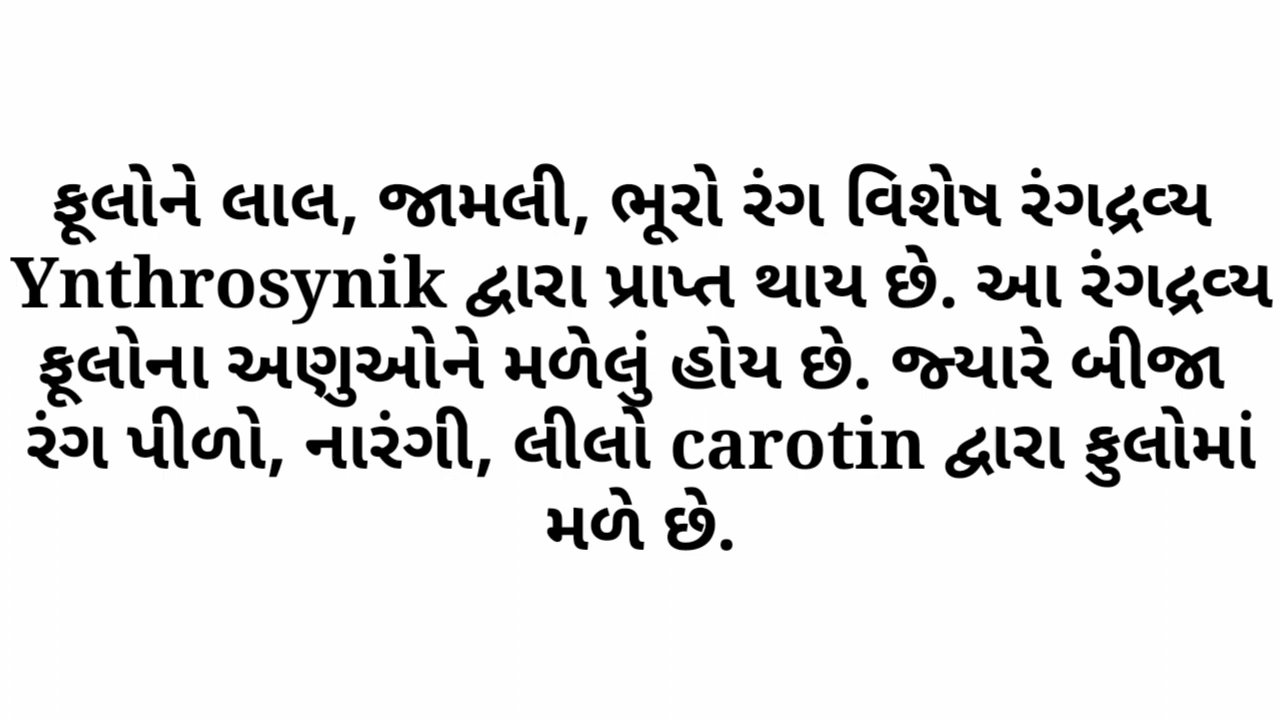 ફૂલોને લાલ, જામલી, ભૂરો રંગ વિશેષ રંગદ્રવ્ય
Ynthrosynik દ્વારા પ્રાપ્ત થાય છે. આ રંગદ્રવ્ય
ફૂલોના અણુઓને મળેલું હોય છે. જ્યારે બીજા
રંગ પીળો, નારંગી, લીલો carotin દ્વારા ફુલોમાં
મળે છે.